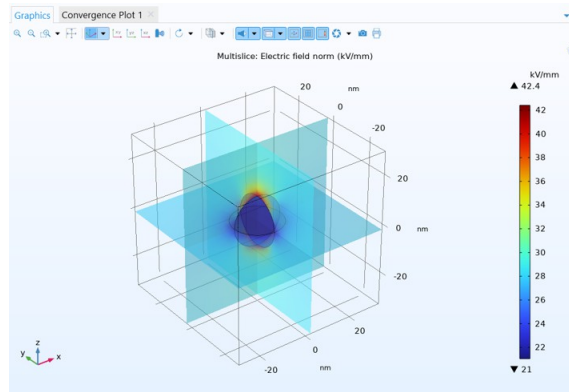 Graphics
Convergence Plot 1
Multislice: Electric field norm (kV/mm)
kV/mm
▲ 42.4
42
40
38
36
34
32
30
28
26
24
22
▼ 21
20
nm
0
-20
20
0
nm
-20
20
0
nm
-20
z
y
x